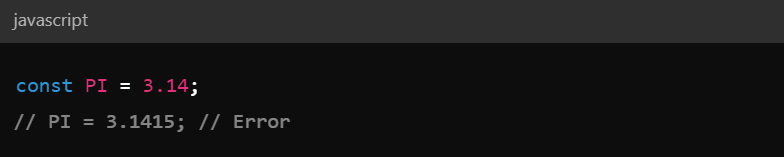 javascript
const PI = 3.14;
// PI = 3.1415; // Error